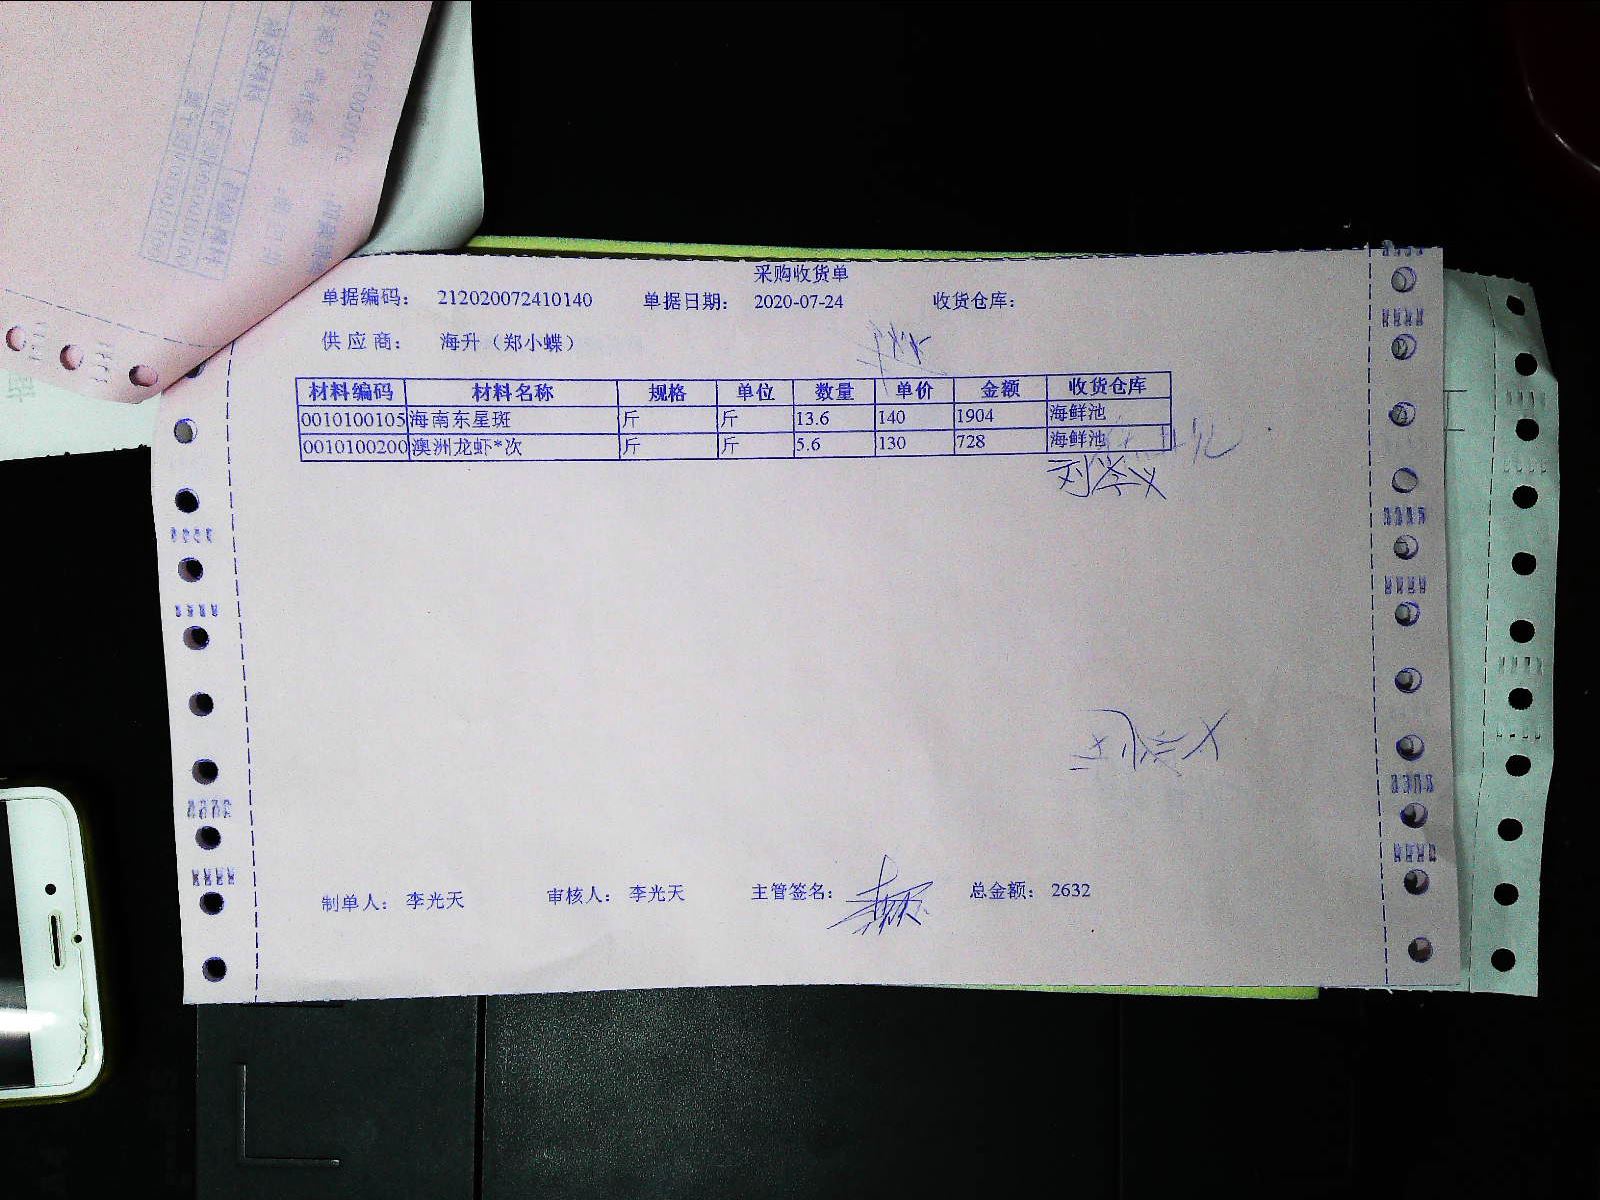 采购收货单
单据编码： 212020072410140 单据日期： 2020-07-24 收货仓库：
供应商： 海升（郑小蝶）
材料编码 材料名称 规格 单位 数量 单价 金额 收货仓库
0010100105 海南东星斑 斤 斤 13.6 140 1904 海鲜池
0010100200 澳洲龙虾*次 斤 斤 5.6 130 728 海鲜池
制单人： 李光天 审核人： 李光天 主管签名： 总金额： 2632